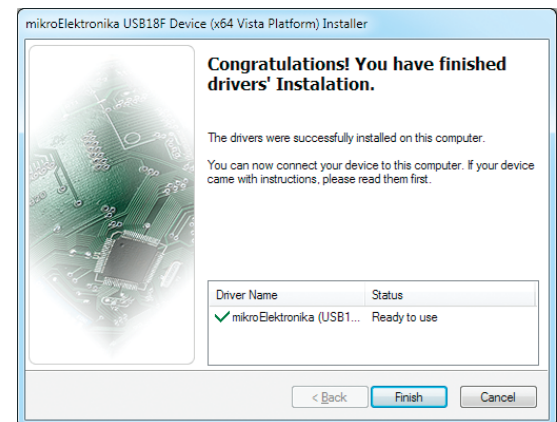 mikroElektronika USB18F Device (x64 Vista Platform) Installer
Congratulations! You have finished
drivers' Instalation.
The drivers were successfully installed on this computer.
You can now connect your device to this computer. If your device
came with instructions, please read them first.
Driver Name Status
mikroElektronika (USB1... Ready to use
< Back Finish Cancel